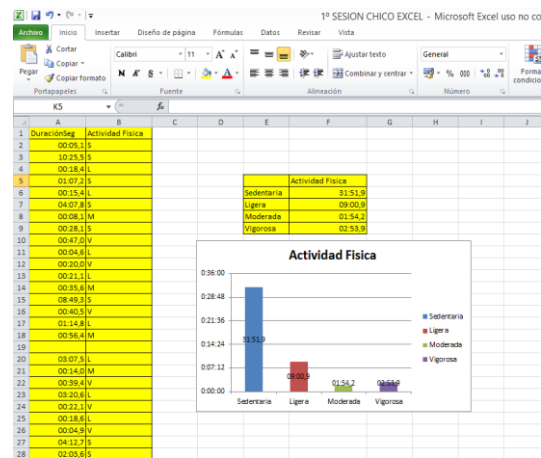 1º SESION CHICO EXCEL - Microsoft Excel uso no co
Archivo Inicio Insertar Diseño de página Fórmulas Datos Revisar Vista
Pegar
Cortar
Copiar
Copiar formato
Portapapeles
Calibri 11
N K S
Fuente
Ajustar texto
Combinar y centrar
Alineación
General
% 000
Número
Forma
condicio
K5 fx
A B C D E F G H I J
1 DuraciónSeg Actividad Fisica
2 00:05,1 S
3 10:25,5 S
4 00:18,4 L
5 01:07,2 S Actividad Fisica
6 00:15,4 L Sedentaria 31:51,9
7 04:07,8 S Ligera 09:00,9
8 00:08,1 M Moderada 01:54,2
9 00:28,1 S Vigorosa 02:53,9
10 00:47,0 V
11 00:04,6 L
12 00:20,0 V
13 00:21,1 L
14 00:35,6 M
15 08:49,3 S
16 00:40,5 V
17 01:14,8 L
18 00:56,4 M
19
20 03:07,5 L
21 00:14,0 M
22 00:39,4 V
23 03:20,6 L
24 00:22,1 V
25 00:18,6 L
26 00:04,9 V
27 04:12,7 S
28 02:03,6 S
Actividad Fisica
0:36:00
0:28:48
0:21:36
0:14:24
0:07:12
0:00:00
31:51,9
09:00,9
01:54,2
02:53,9
Sedentaria Ligera Moderada Vigorosa
Sedentaria
Ligera
Moderada
Vigorosa